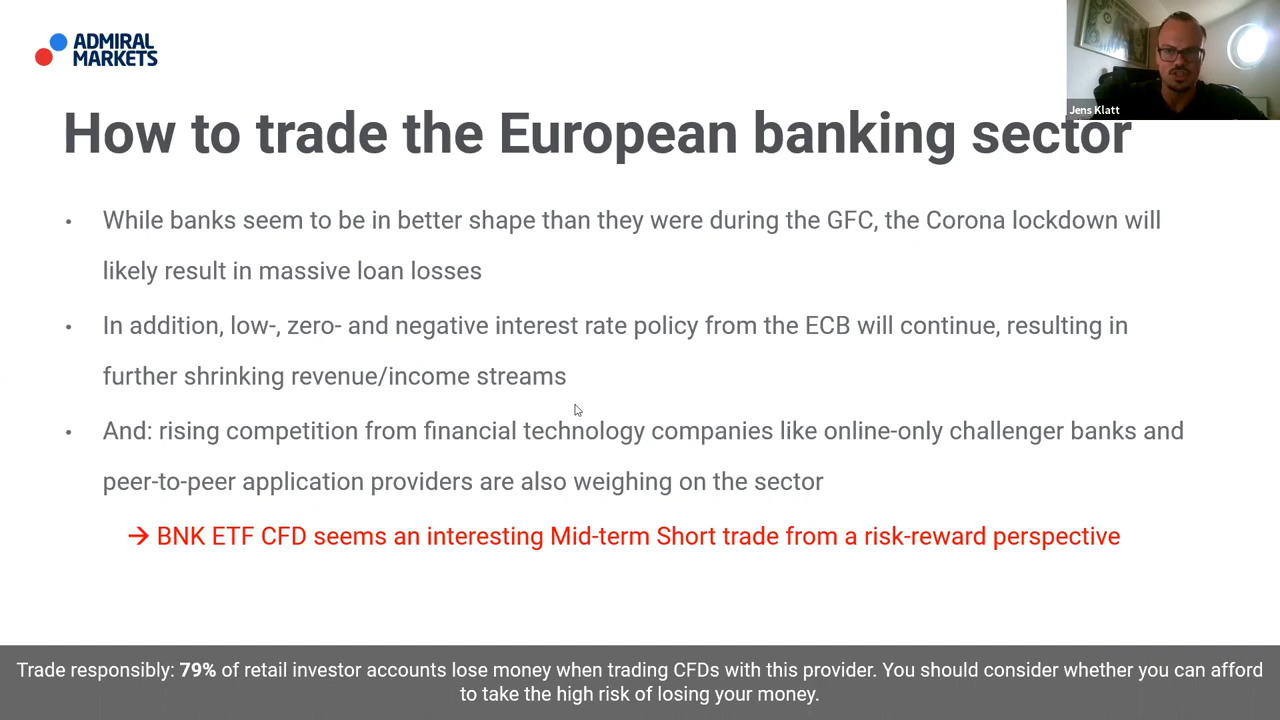 ADMIRAL
MARKETS
Jens Klatt
How to trade the European banking sector
• While banks seem to be in better shape than they were during the GFC, the Corona lockdown will
likely result in massive loan losses
• In addition, low-, zero- and negative interest rate policy from the ECB will continue, resulting in
further shrinking revenue/income streams
• And: rising competition from financial technology companies like online-only challenger banks and
peer-to-peer application providers are also weighing on the sector
→ BNK ETF CFD seems an interesting Mid-term Short trade from a risk-reward perspective
Trade responsibly: 79% of retail investor accounts lose money when trading CFDs with this provider. You should consider whether you can afford
to take the high risk of losing your money.